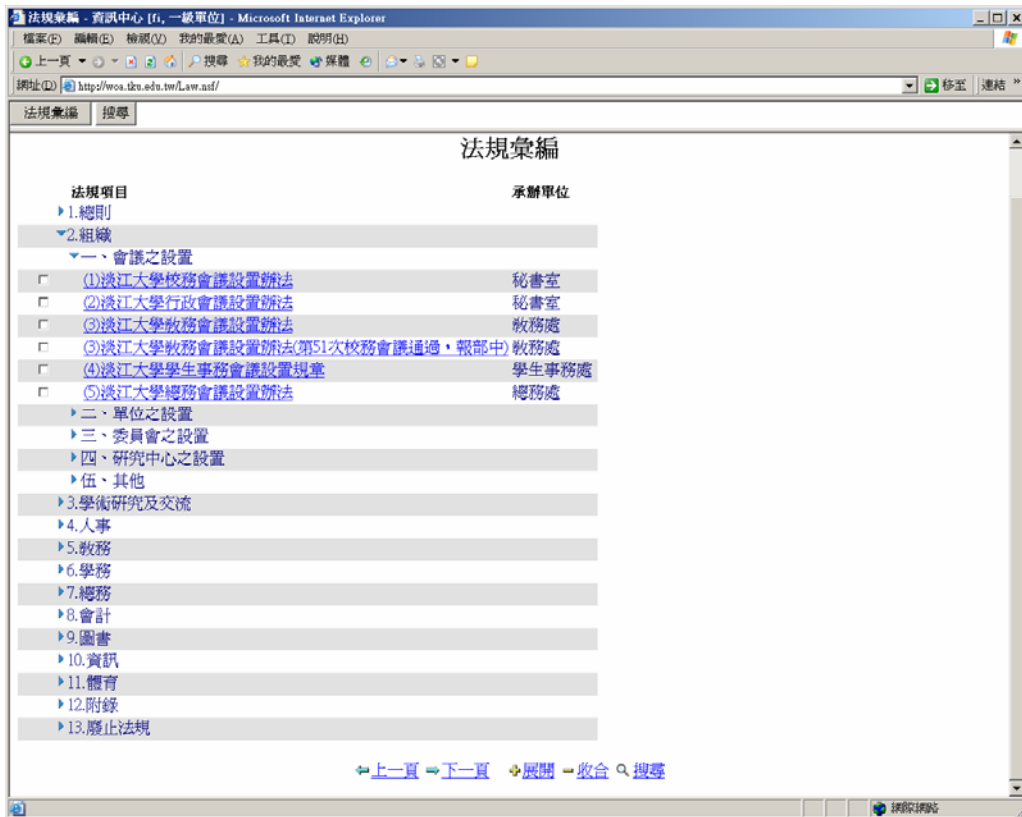 法規彙編 - 資訊中心 [fi, 一級單位] - Microsoft Internet Explorer
檔案(F) 編輯(E) 檢視(V) 我的最愛(A) 工具(T) 說明(H)
上一頁 搜尋 我的最愛 媒體
網址(D) http://woa.tku.edu.tw/Law.nsf/ 移至 連結 »
法規彙編 搜尋
法規彙編
法規項目 承辦單位
1.總則
2.組織
一、會議之設置
(1)淡江大學校務會議設置辦法 秘書室
(2)淡江大學行政會議設置辦法 秘書室
(3)淡江大學教務會議設置辦法 教務處
(3)淡江大學教務會議設置辦法(第51次校務會議通過，報部中) 教務處
(4)淡江大學學生事務會議設置規章 學生事務處
(5)淡江大學總務會議設置辦法 總務處
二、單位之設置
三、委員會之設置
四、研究中心之設置
伍、其他
3.學術研究及交流
4.人事
5.教務
6.學務
7.總務
8.會計
9.圖書
10.資訊
11.體育
12.附錄
13.廢止法規
上一頁 下一頁 展開 收合 搜尋
網際網路